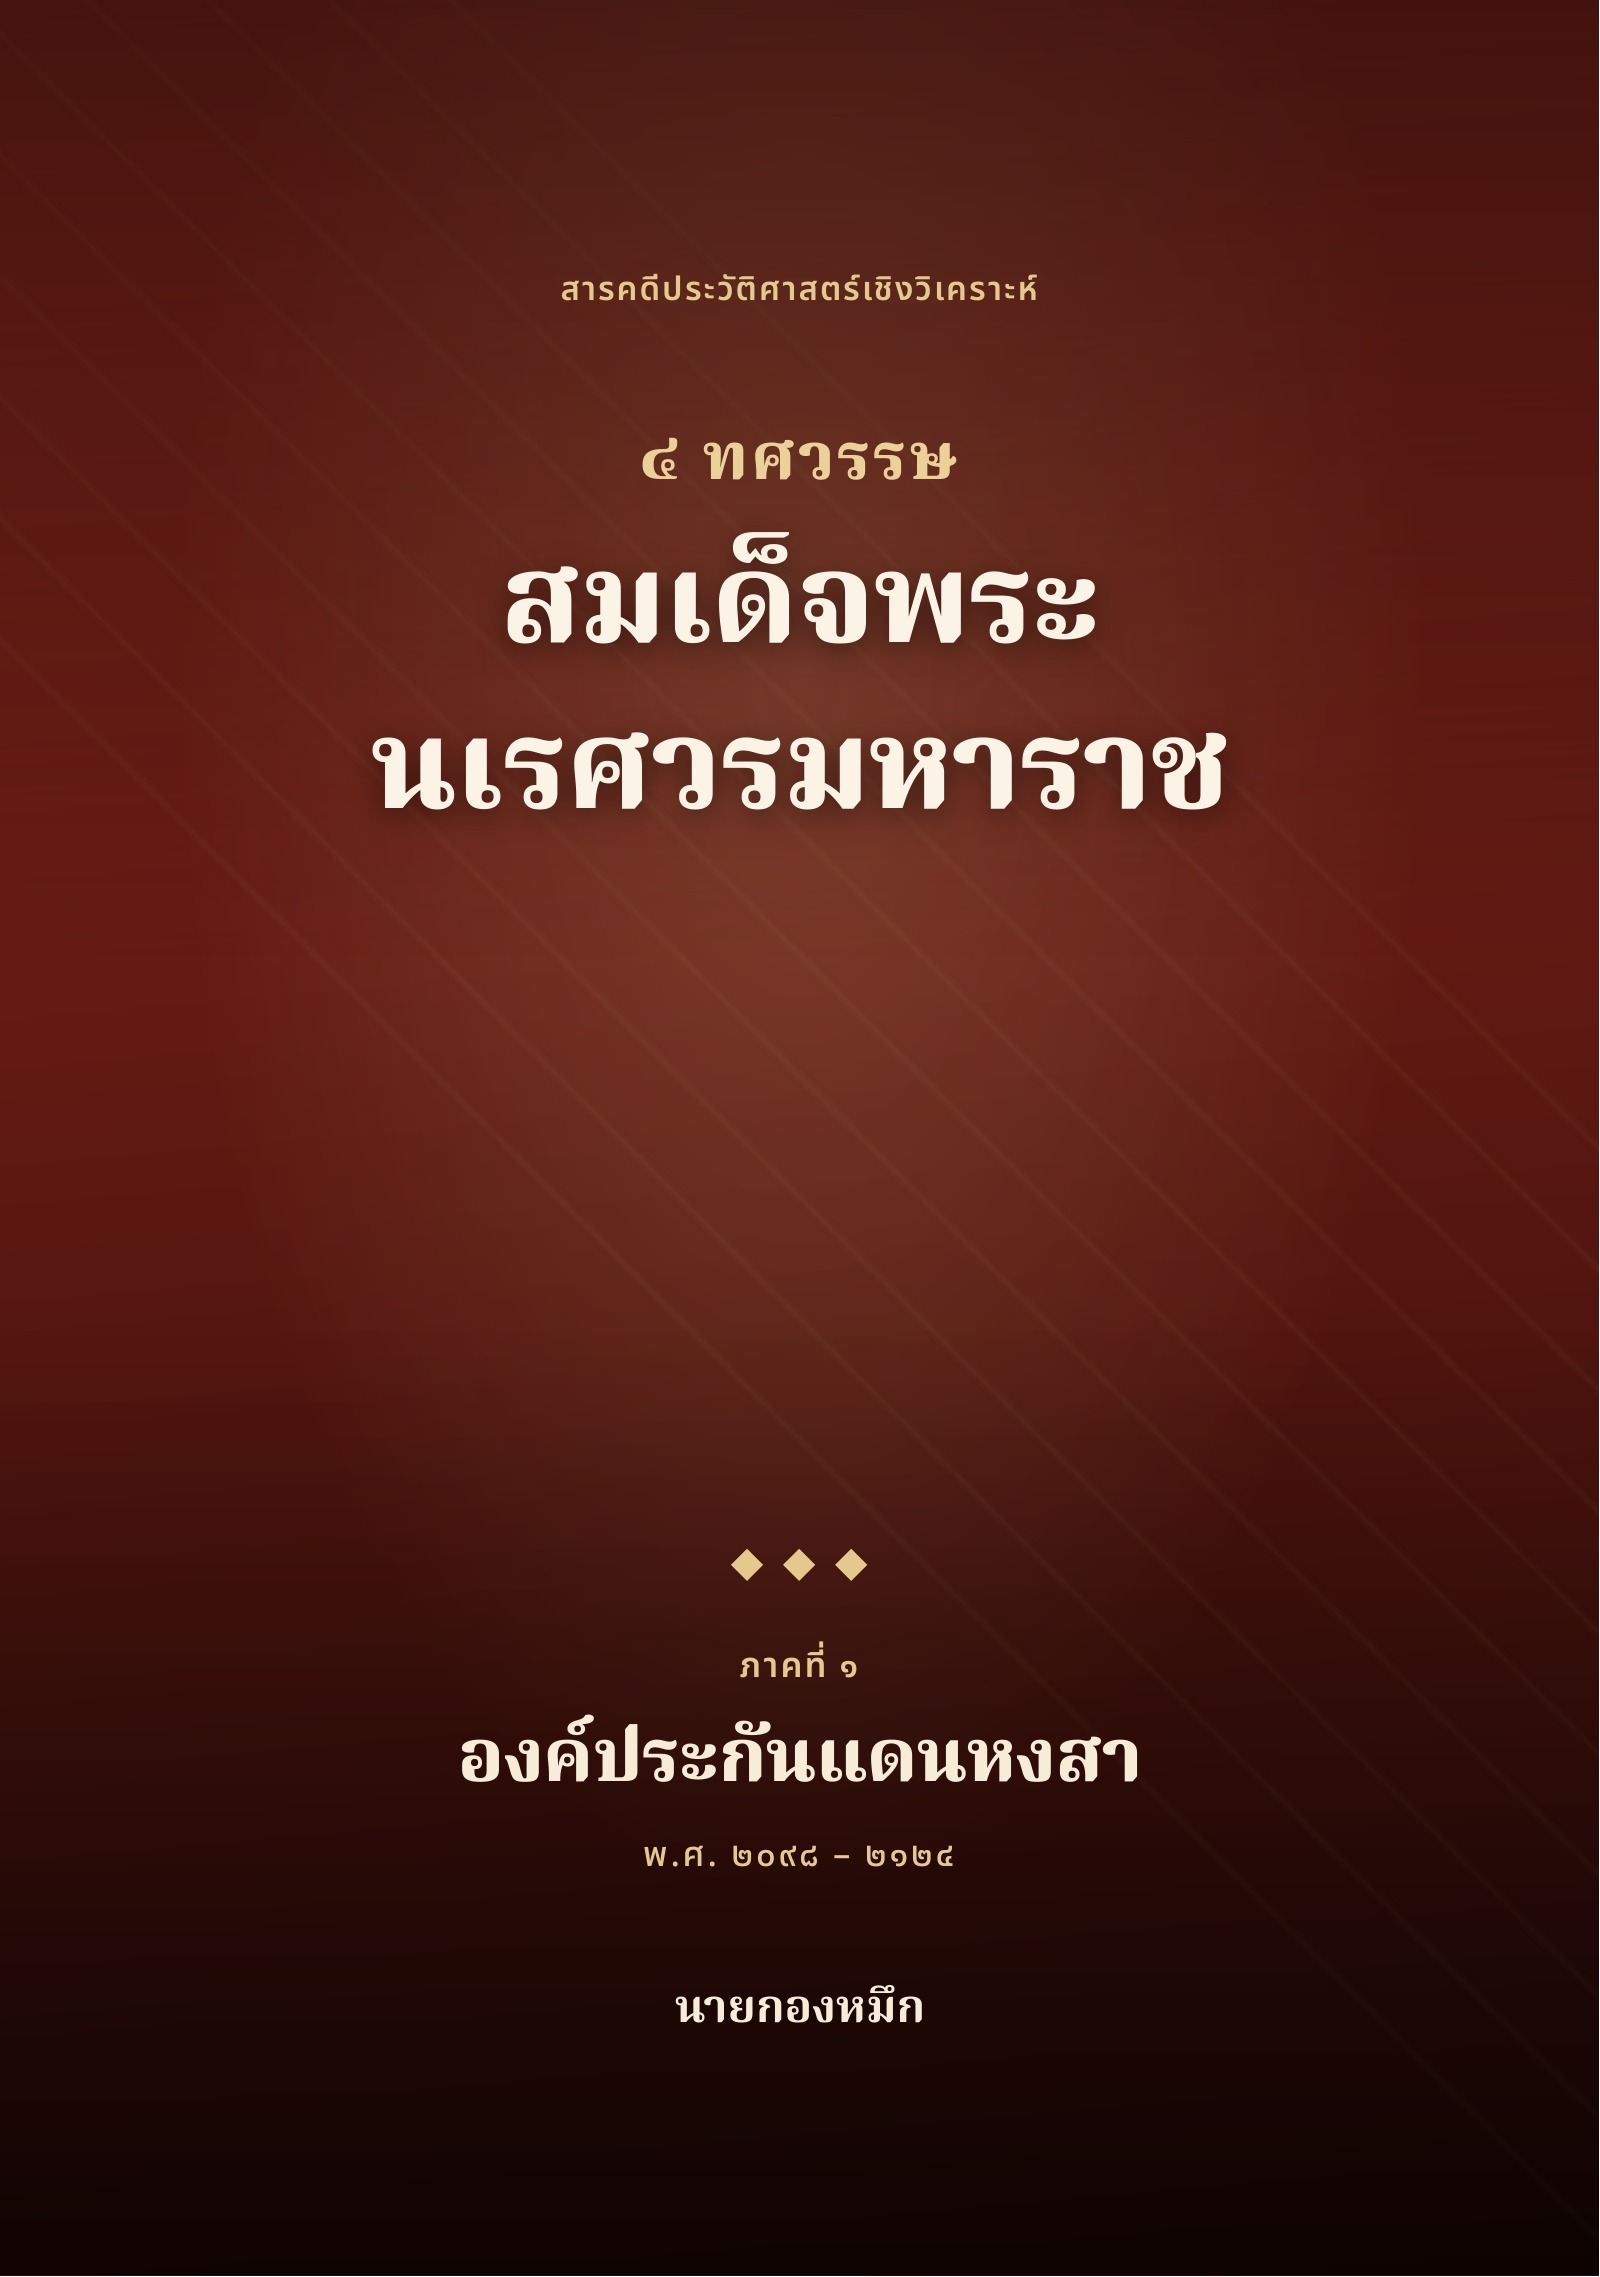 สารคดีประวัติศาสตร์เชิงวิเคราะห์
๔ ทศวรรษ
สมเด็จพระ
นเรศวรมหาราช
◆ ◆ ◆
ภาคที่ ๑
องค์ประกันแดนหงสา
พ.ศ. ๒๐๙๘ – ๒๑๒๔
นายกองหมึก